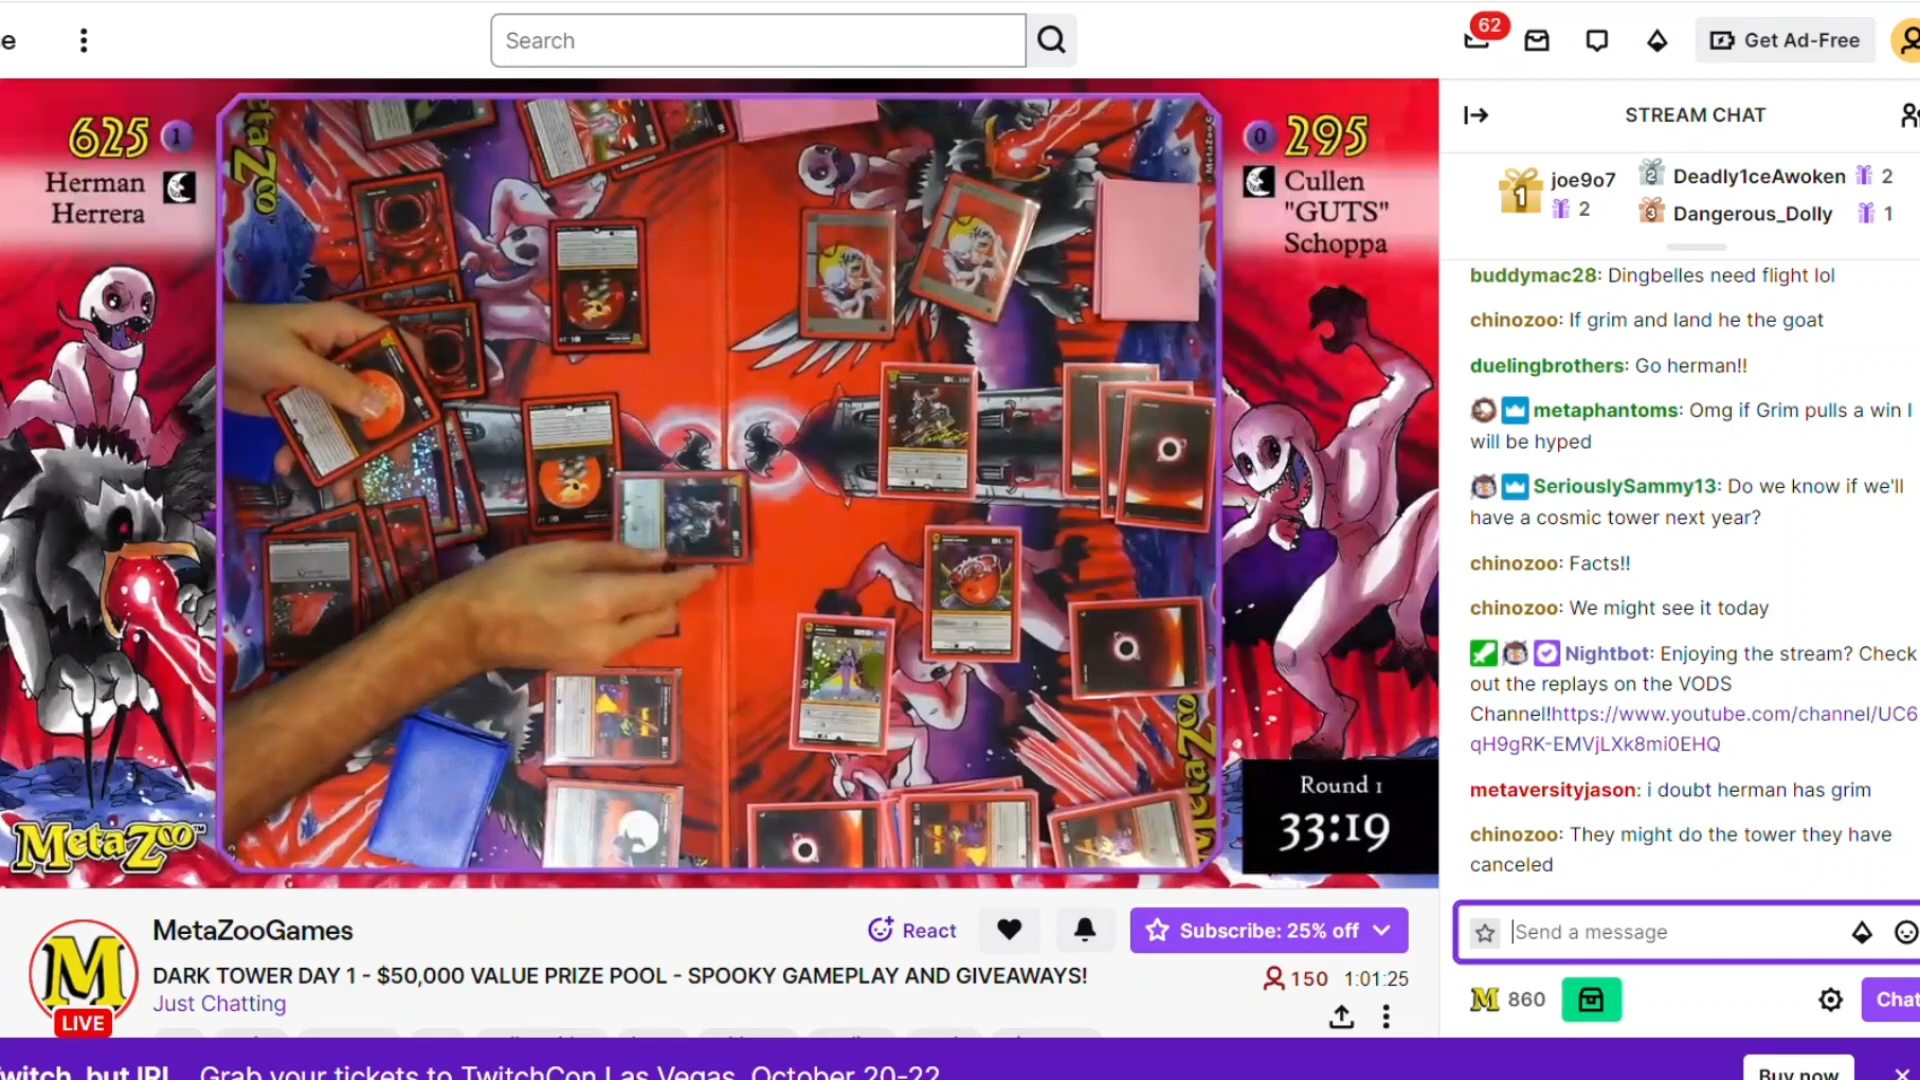 e
Search
62
Get Ad-Free
625
1
Herman
Herrera
0
295
Cullen
"GUTS"
Schoppa
MetaZoo
Round 1
33:19
STREAM CHAT
1
joe9o7
2
2
Deadly1ceAwoken
2
3
Dangerous_Dolly
1
buddymac28: Dingbelles need flight lol
chinozoo: If grim and land he the goat
duelingbrothers: Go herman!!
metaphantoms: Omg if Grim pulls a win I
will be hyped
SeriouslySammy13: Do we know if we'll
have a cosmic tower next year?
chinozoo: Facts!!
chinozoo: We might see it today
Nightbot: Enjoying the stream? Check
out the replays on the VODS
Channel!https://www.youtube.com/channel/UC6
qH9gRK-EMVjLXk8mi0EHQ
metaversityjason: i doubt herman has grim
chinozoo: They might do the tower they have
canceled
Send a message
860
Chat
M
LIVE
MetaZooGames
React
Subscribe: 25% off
DARK TOWER DAY 1 - $50,000 VALUE PRIZE POOL - SPOOKY GAMEPLAY AND GIVEAWAYS!
150
1:01:25
Just Chatting
Twitch, but IRL
Grab your tickets to TwitchCon Las Vegas, October 20-22
Buy now